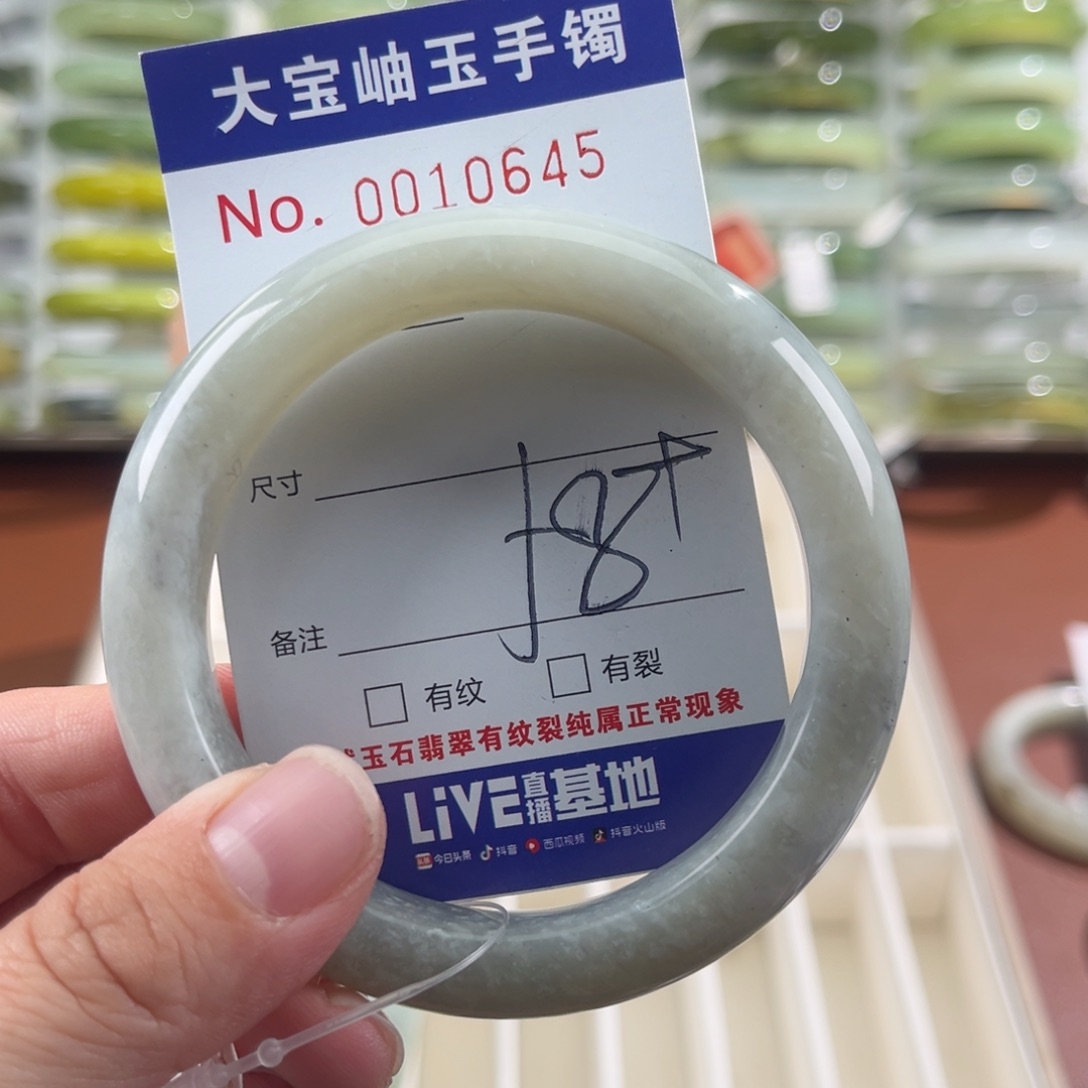 大宝岫玉手镯
No. 0010645
尺寸
58
备注
有纹
有裂
玉石翡翠有纹裂纯属正常现象
LiVE直播基地
今日头条 抖音 西瓜视频 抖音火山版